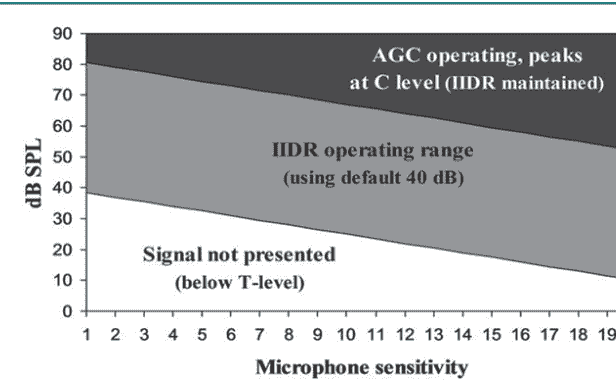 90
80
70
60
50
40
30
20
10
0
dB SPL
AGC operating, peaks
at C level (IIDR maintained)
IIDR operating range
(using default 40 dB)
Signal not presented
(below T-level)
1 2 3 4 5 6 7 8 9 10 11 12 13 14 15 16 17 18 19
Microphone sensitivity